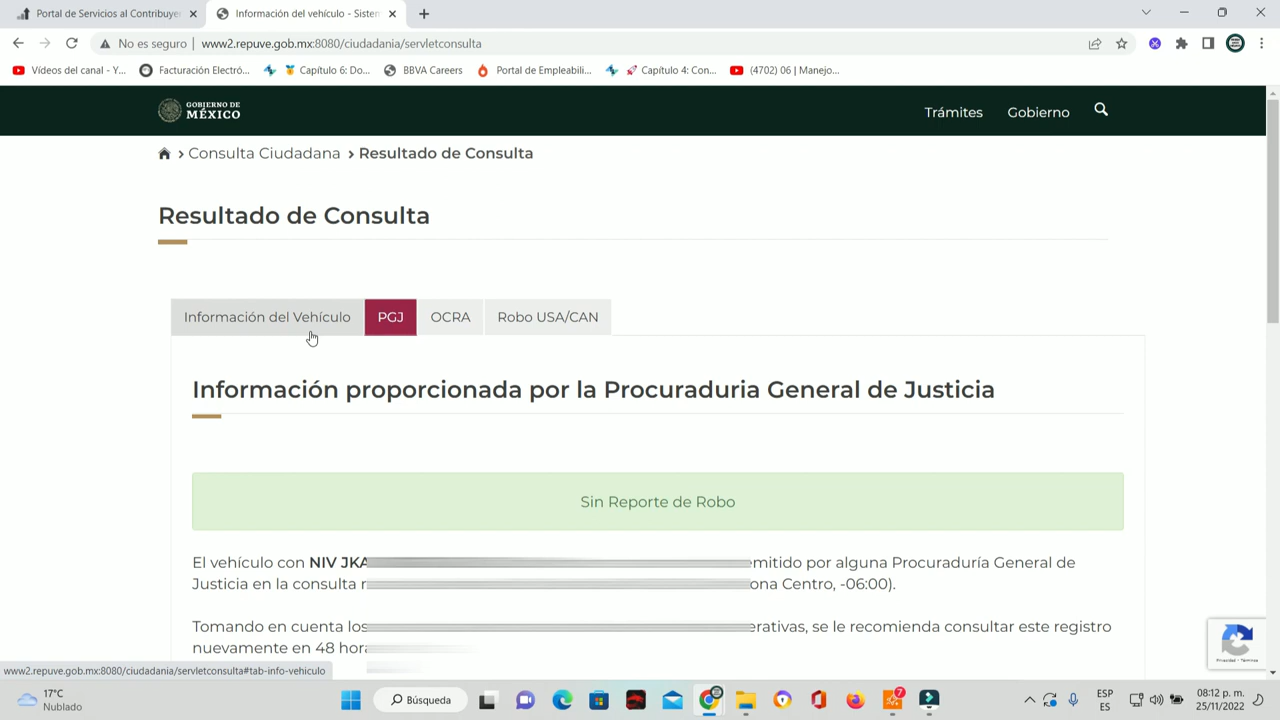 Portal de Servicios al Contribuyer
Información del vehículo - Sisten
No es seguro
www2.repuve.gob.mx:8080/ciudadania/servletconsulta
Vídeos del canal - Y...
Facturación Electró...
Capítulo 6: Do...
BBVA Careers
Portal de Empleabili...
Capítulo 4: Con...
(4702) 06 | Manejo...
GOBIERNO DE
MÉXICO
Trámites
Gobierno
Consulta Ciudadana
Resultado de Consulta
Resultado de Consulta
Información del Vehículo
PGJ
OCRA
Robo USA/CAN
Información proporcionada por la Procuraduria General de Justicia
Sin Reporte de Robo
El vehículo con NIV JKA emitido por alguna Procuraduría General de
Justicia en la consulta ona Centro, -06:00).
Tomando en cuenta los erativas, se le recomienda consultar este registro
nuevamente en 48 hora
Privacidad - Términos
www2.repuve.gob.mx:8080/ciudadania/servletconsulta#tab-info-vehiculo
17°C
Nublado
Búsqueda
7
ESP
ES
08:12 p. m.
25/11/2022